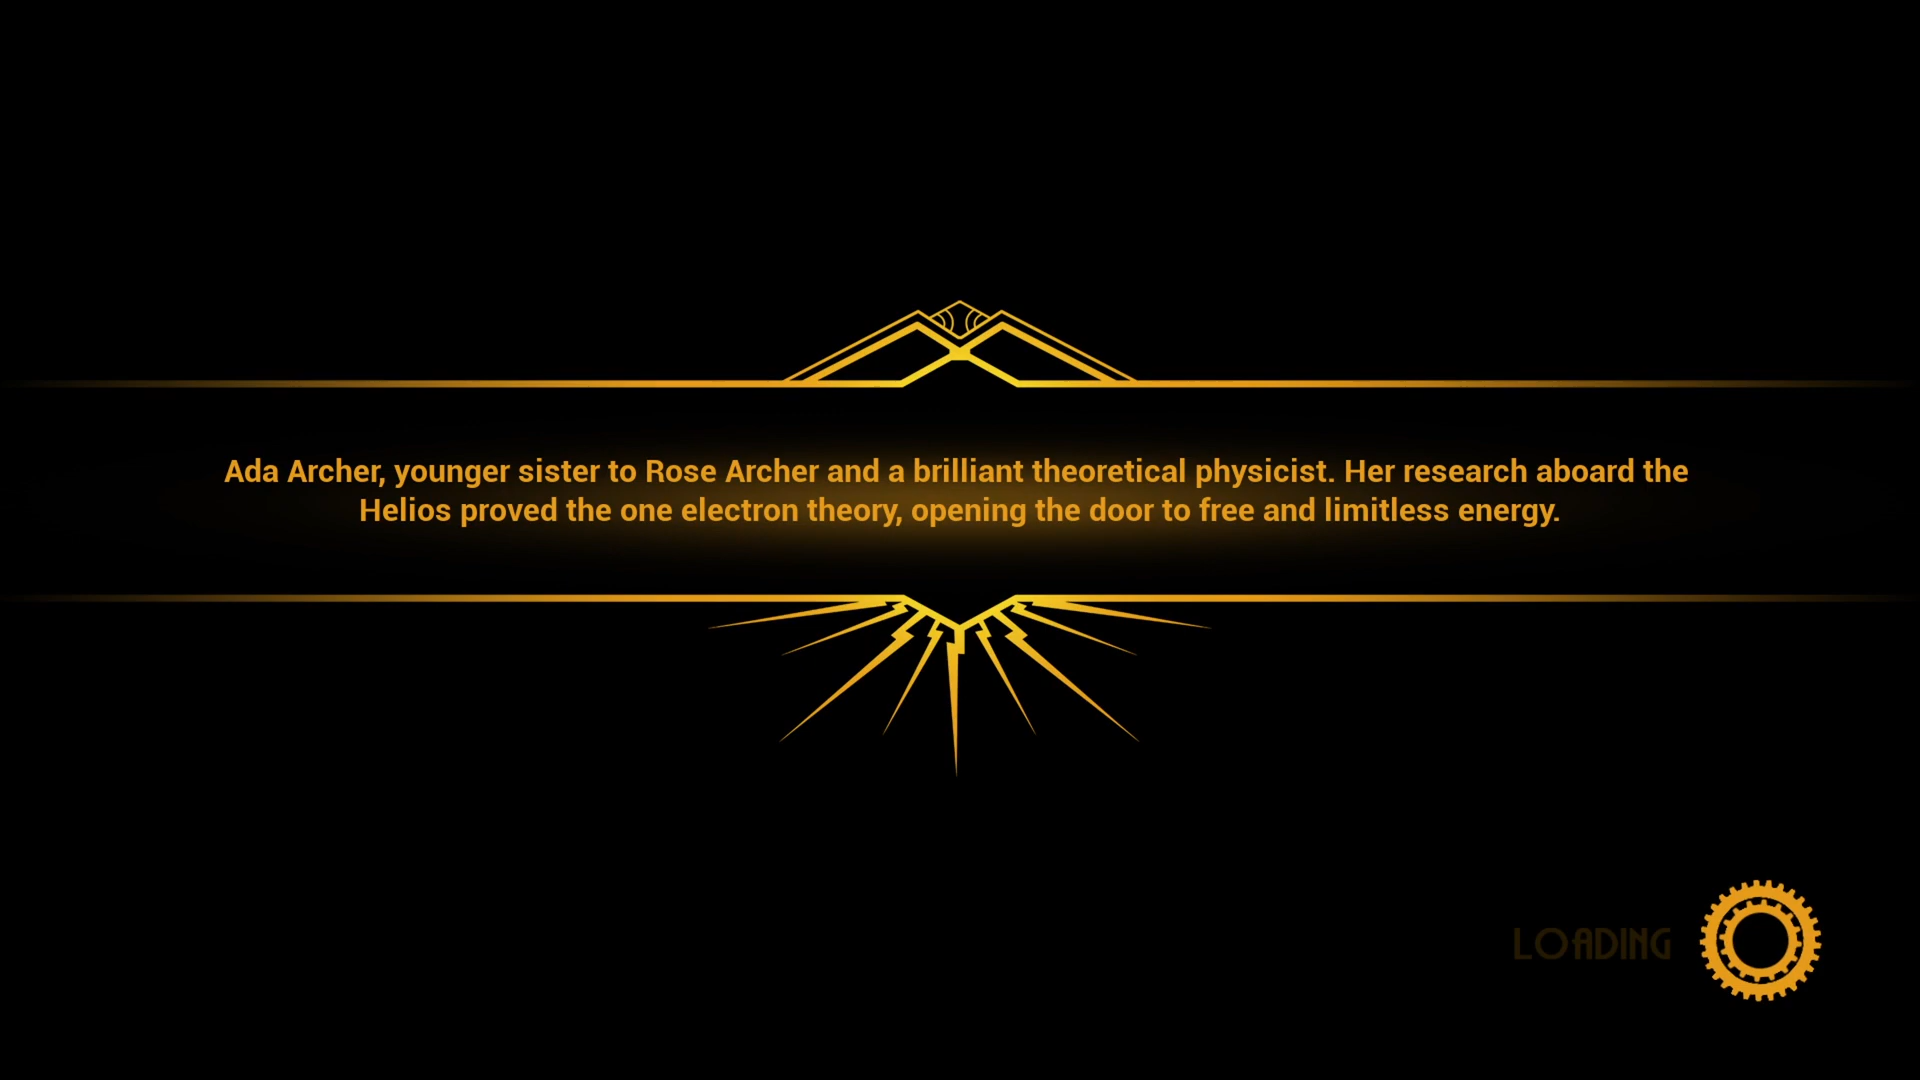 Ada Archer, younger sister to Rose Archer and a brilliant theoretical physicist. Her research aboard the
Helios proved the one electron theory, opening the door to free and limitless energy.
LOADING